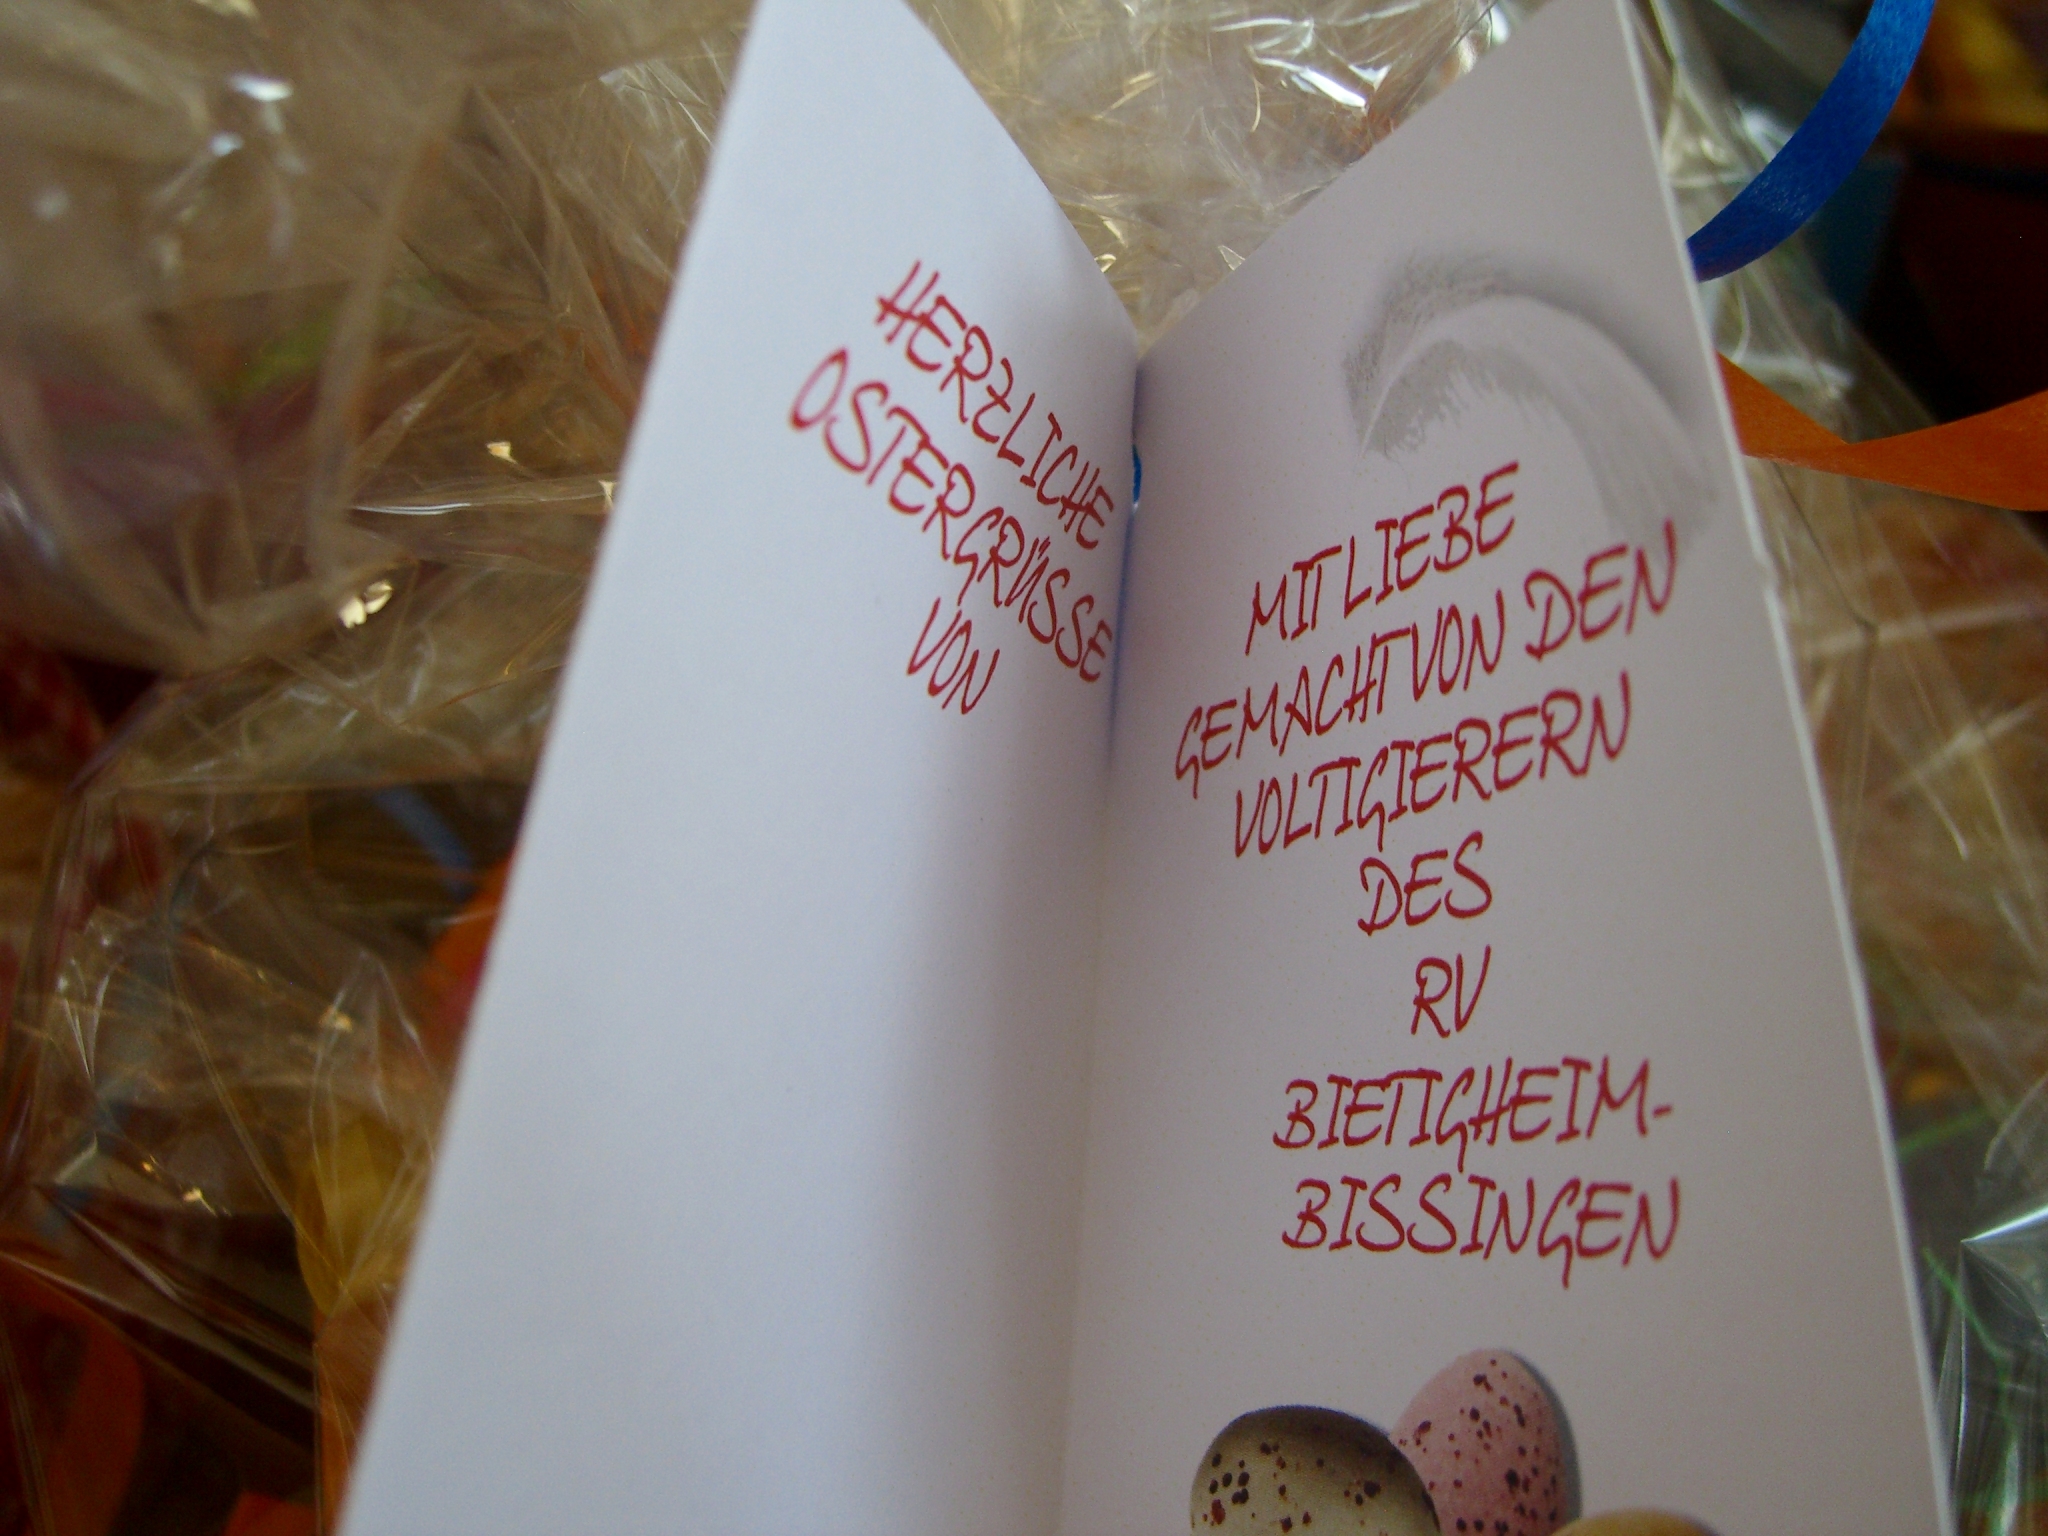 HERZLICHE
OSTERGRÜSSE
VON
MIT LIEBE
GEMACHT VON DEN
VOLTIGIERERN
DES
RV
BIETIGHEIM-
BISSINGEN